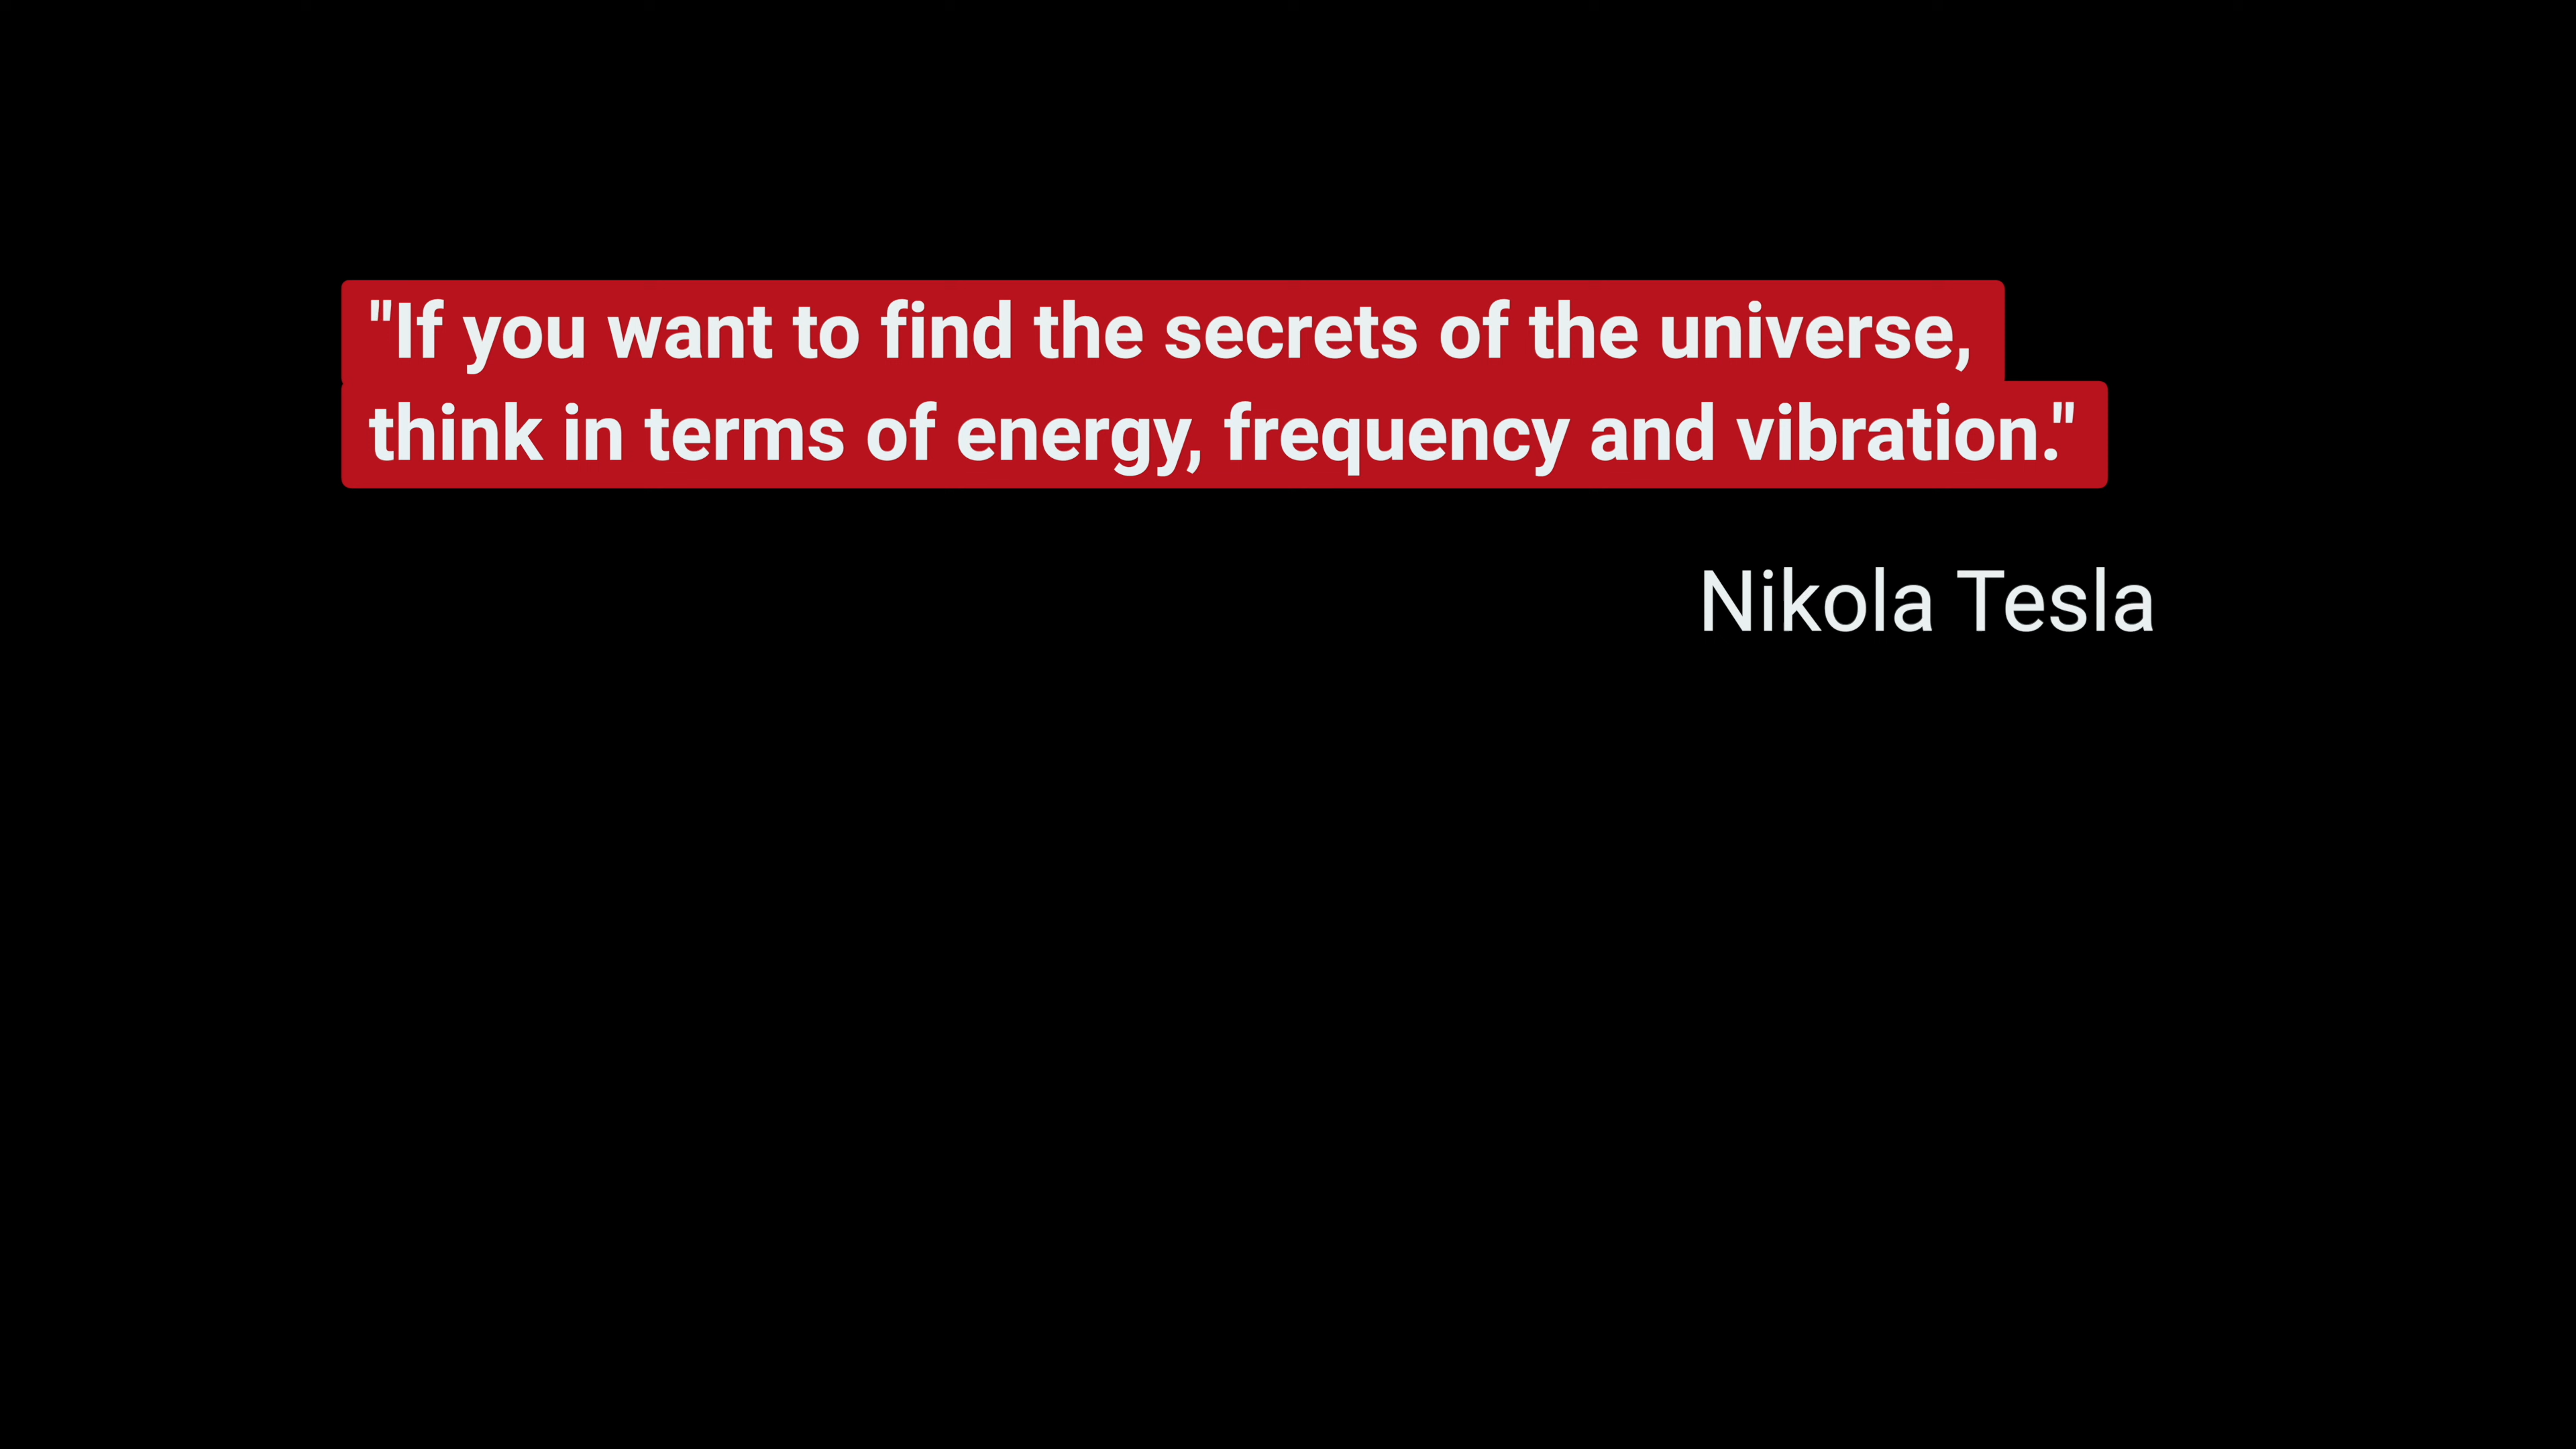 "If you want to find the secrets of the universe,
think in terms of energy, frequency and vibration."
Nikola Tesla